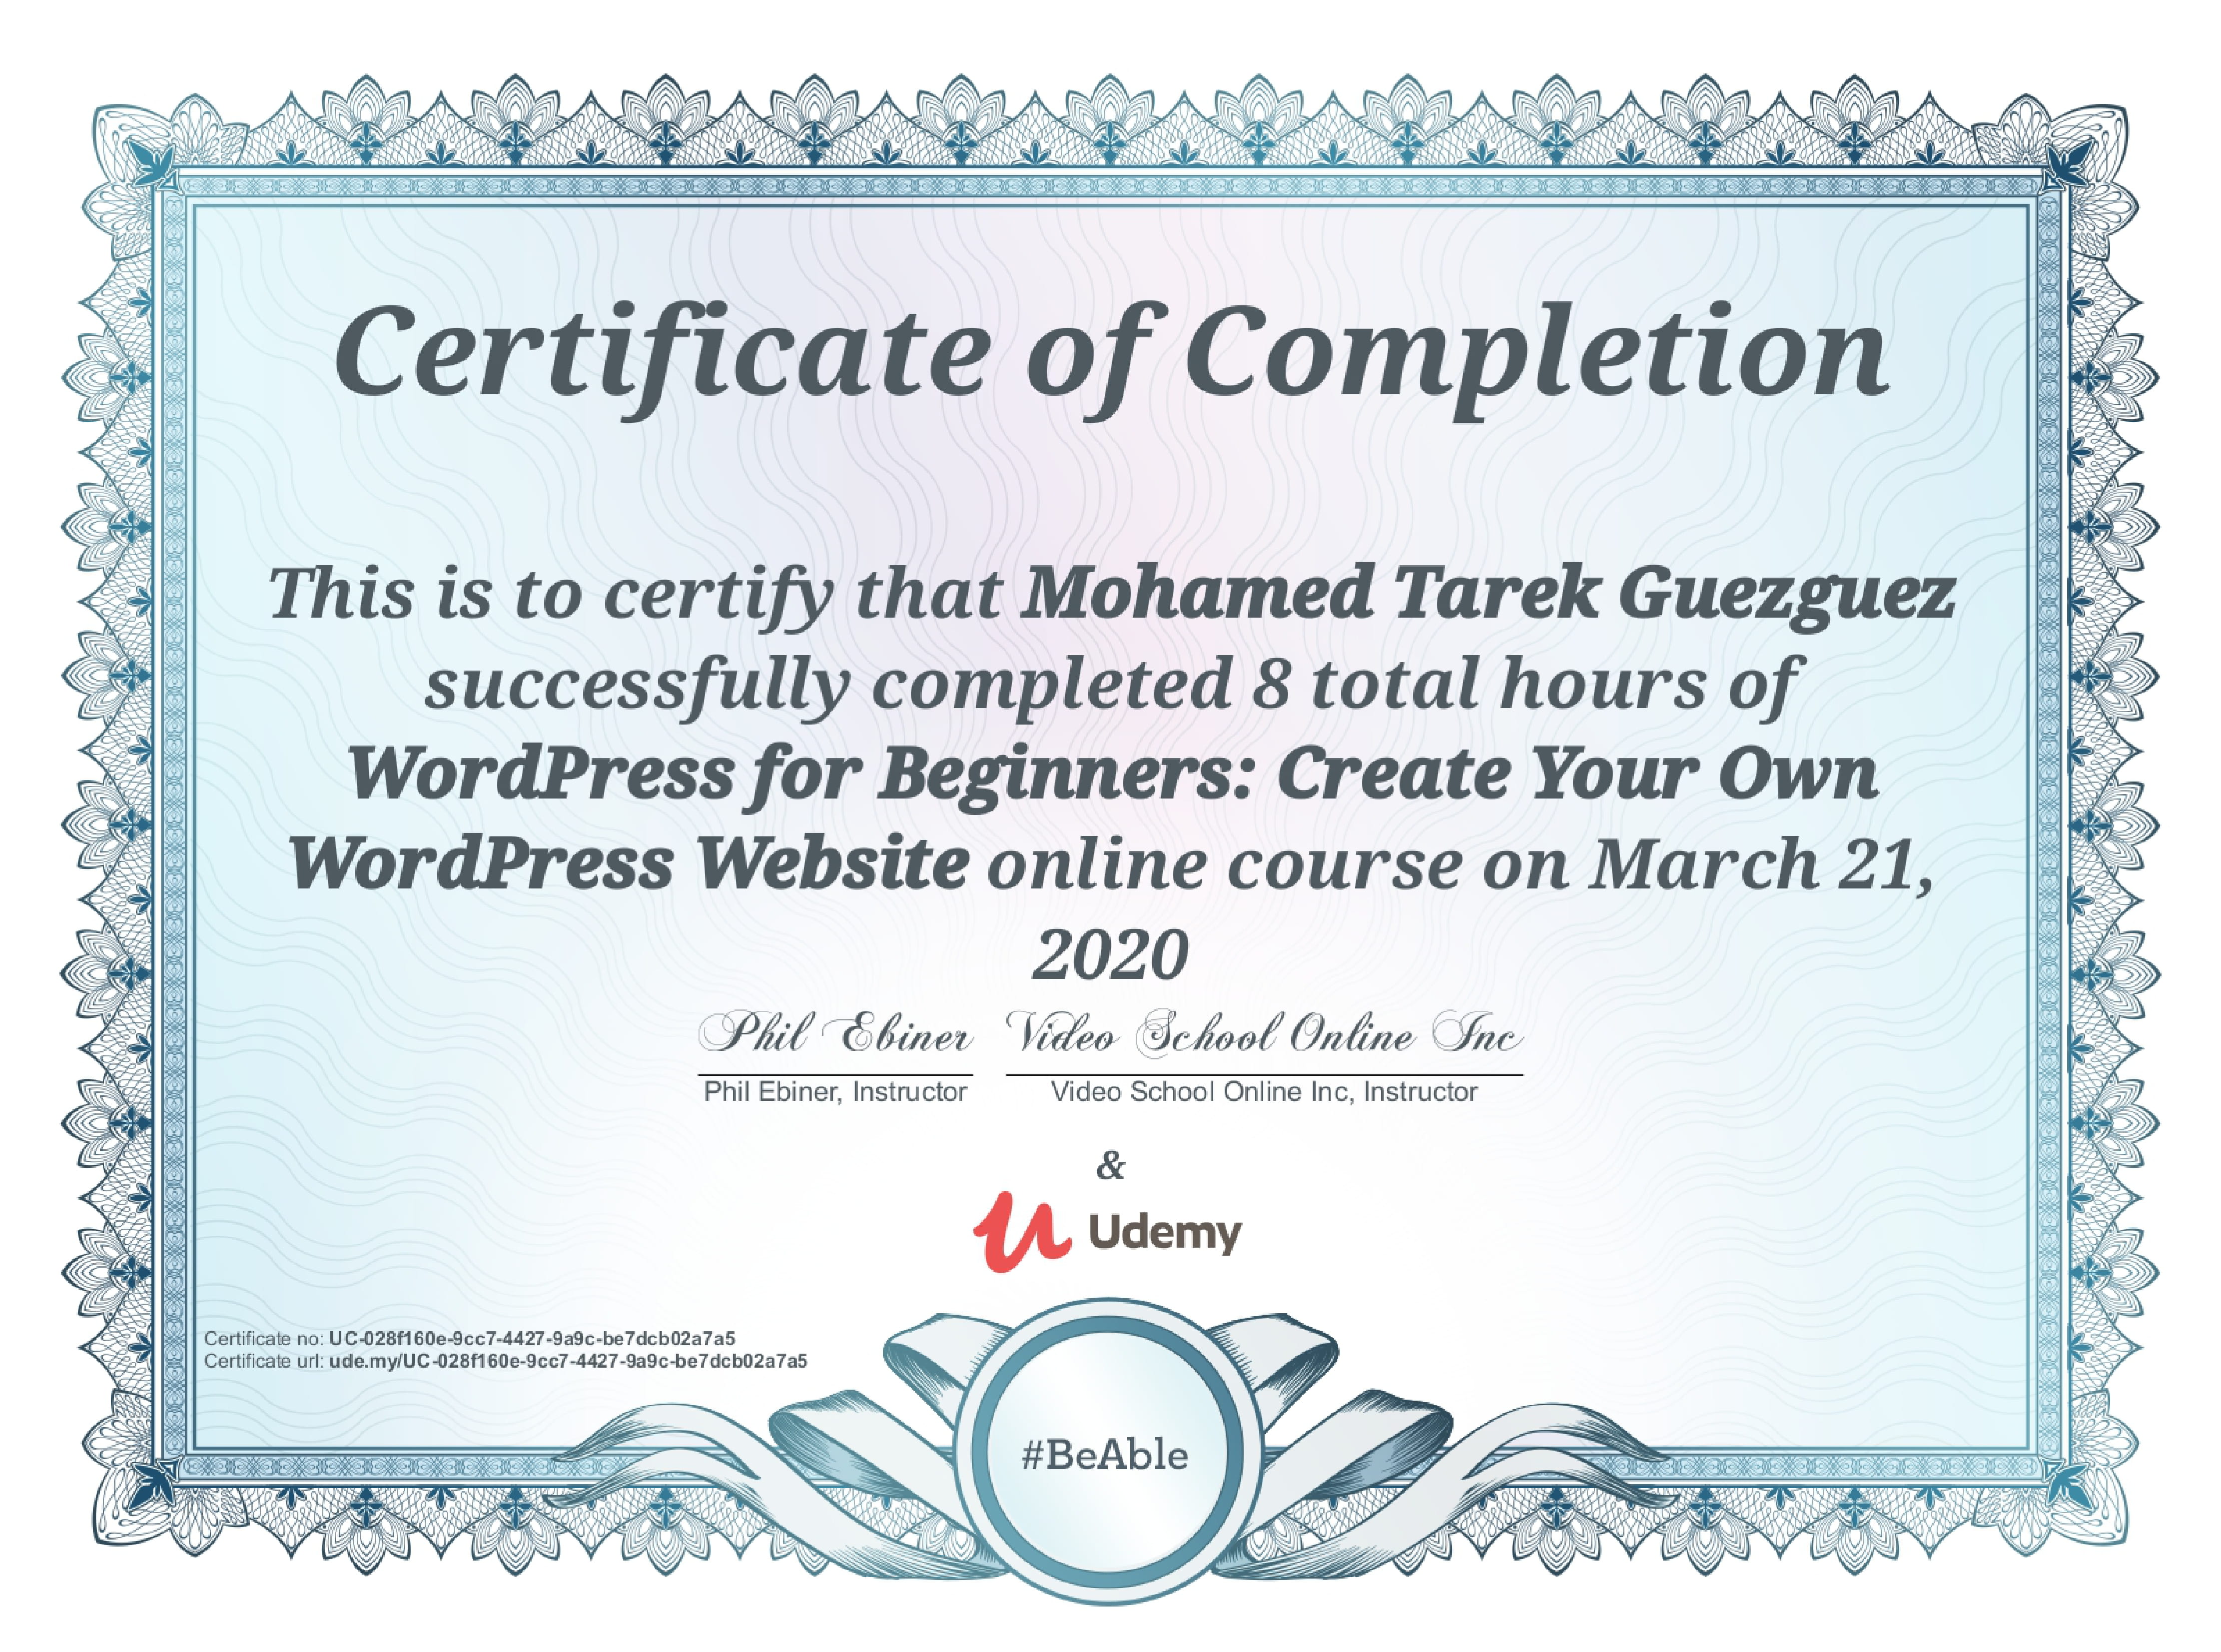 Certificate of Completion
This is to certify that Mohamed Tarek Guezguez
successfully completed 8 total hours of
WordPress for Beginners: Create Your Own
WordPress Website online course on March 21,
2020
Phil Ebiner Video School Online Inc
Phil Ebiner, Instructor Video School Online Inc, Instructor
&
Udemy
Certificate no: UC-028f160e-9cc7-4427-9a9c-be7dcb02a7a5
Certificate url: ude.my/UC-028f160e-9cc7-4427-9a9c-be7dcb02a7a5
#BeAble